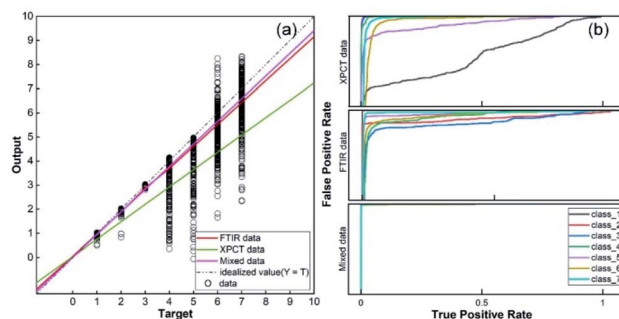 (a)
10
9
8
7
6
5
4
3
2
1
0
Output
FTIR data
XPCT data
Mixed data
idealized value(Y = T)
data
0 1 2 3 4 5 6 7 8 9 10
Target
(b)
XPCT data
FTIR data
Mixed data
False Positive Rate
class_1
class_2
class_3
class_4
class_5
class_6
class_7
0 0.5 1
True Positive Rate